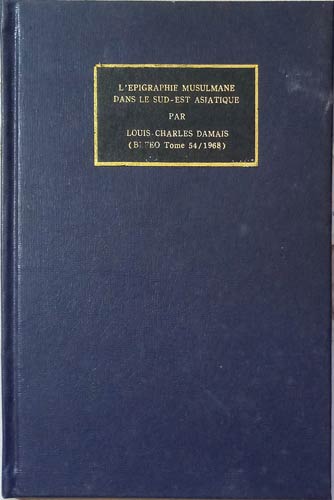 L'EPIGRAPHIE MUSULMANE
DANS LE SUD-EST ASIATIQUE
PAR
LOUIS-CHARLES DAMAIS
(BEFEO Tome 54/1968)